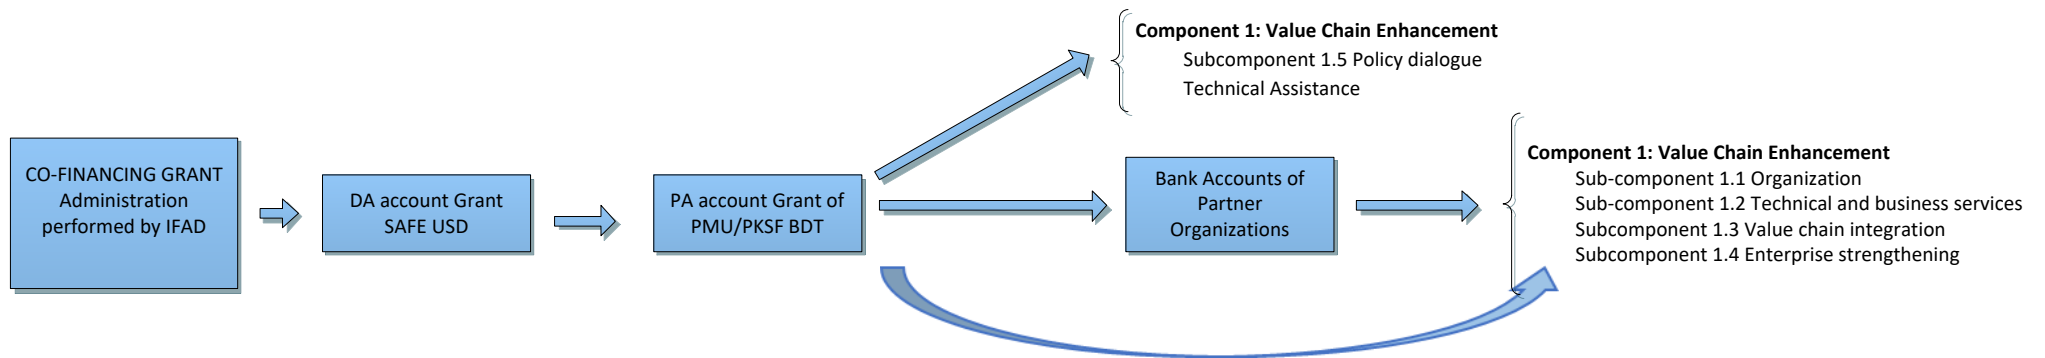 Component 1: Value Chain Enhancement
Subcomponent 1.5 Policy dialogue
Technical Assistance
CO-FINANCING GRANT
Administration
performed by IFAD
DA account Grant
SAFE USD
PA account Grant of
PMU/PKSF BDT
Bank Accounts of
Partner
Organizations
Component 1: Value Chain Enhancement
Sub-component 1.1 Organization
Sub-component 1.2 Technical and business services
Subcomponent 1.3 Value chain integration
Subcomponent 1.4 Enterprise strengthening